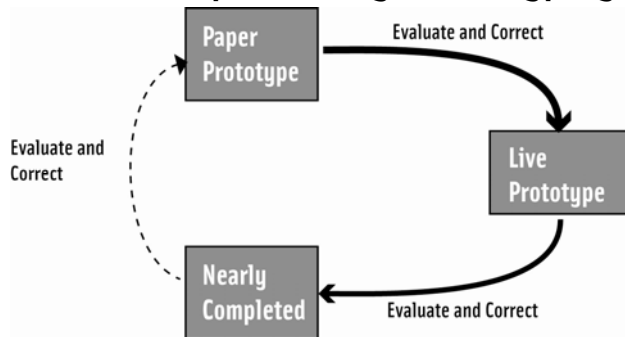 Paper
Prototype
Evaluate and Correct
Live
Prototype
Evaluate and Correct
Nearly
Completed
Evaluate and
Correct